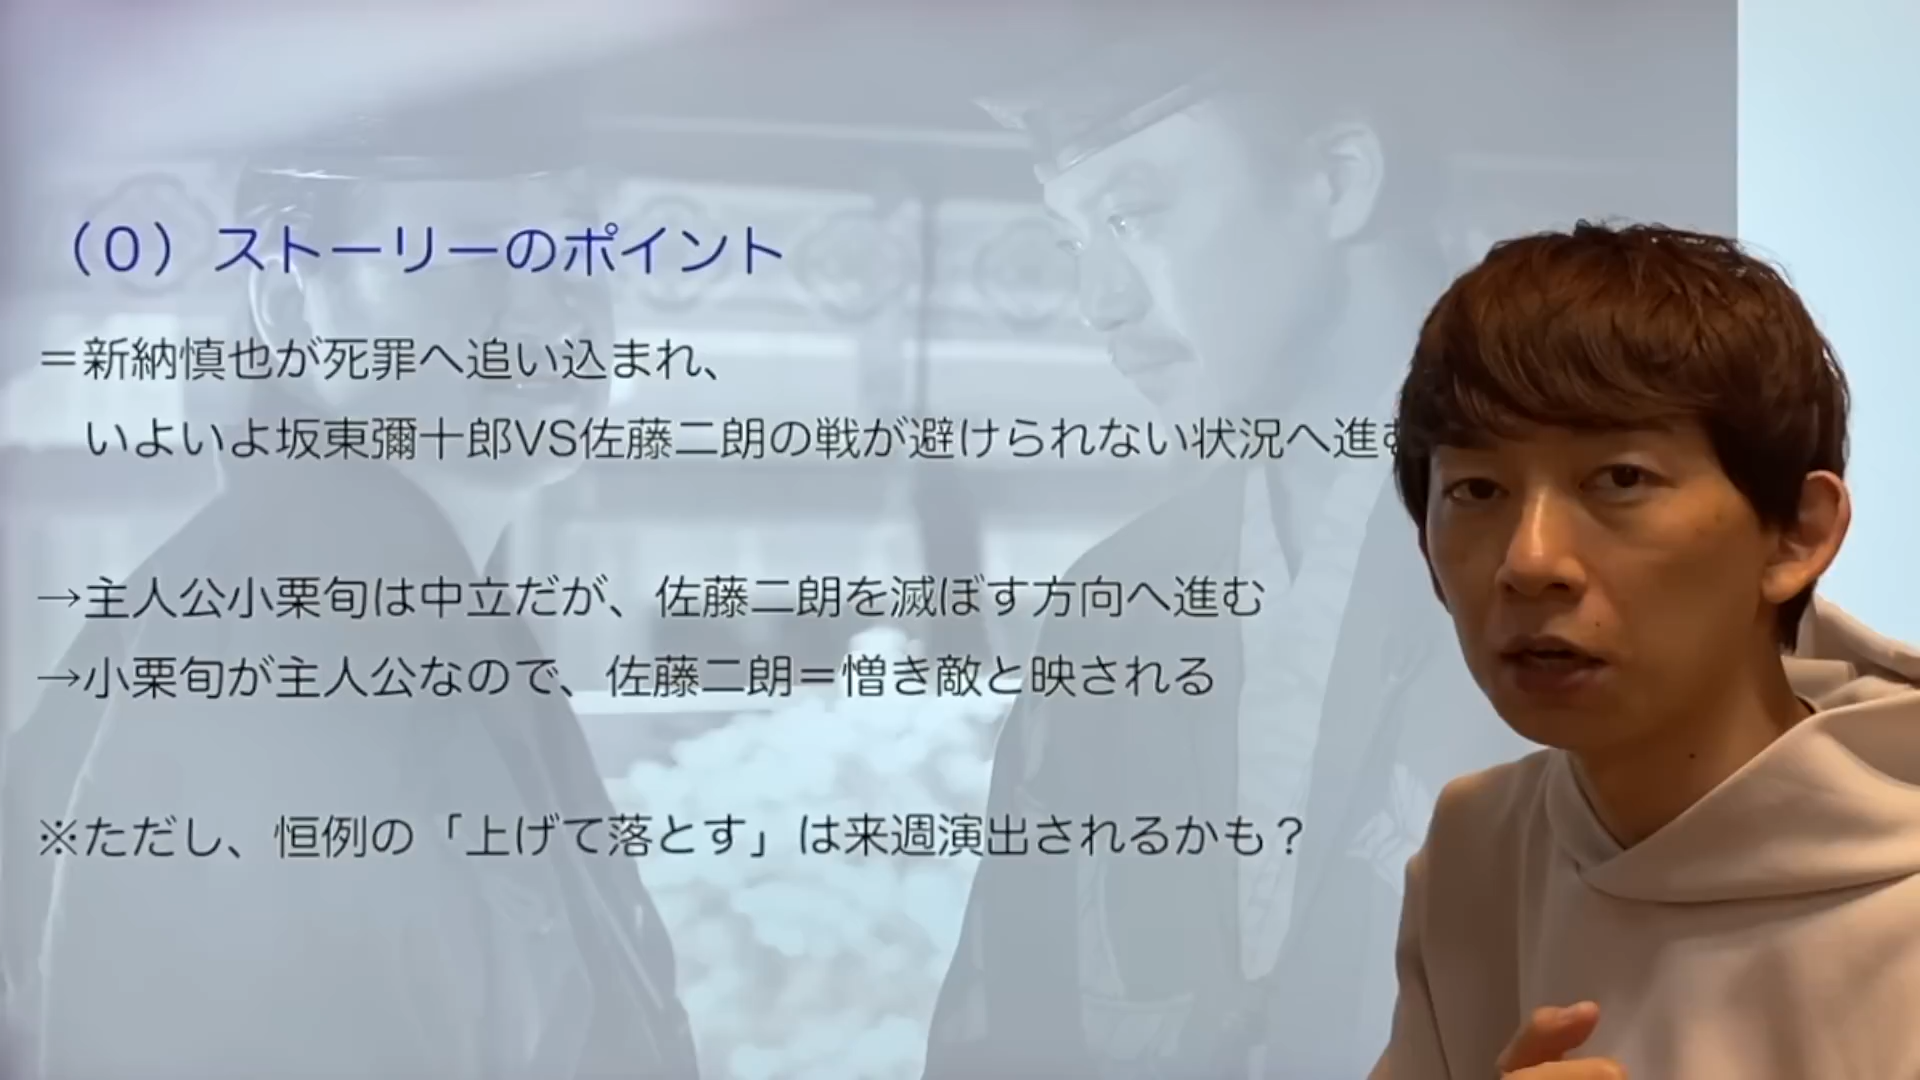 （０）ストーリーのポイント
＝新納慎也が死罪へ追い込まれ、
いよいよ坂東彌十郎VS佐藤二朗の戦が避けられない状況へ進む
→主人公小栗旬は中立だが、佐藤二朗を滅ぼす方向へ進む
→小栗旬が主人公なので、佐藤二朗＝憎き敵と映される
※ただし、恒例の「上げて落とす」は来週演出されるかも？